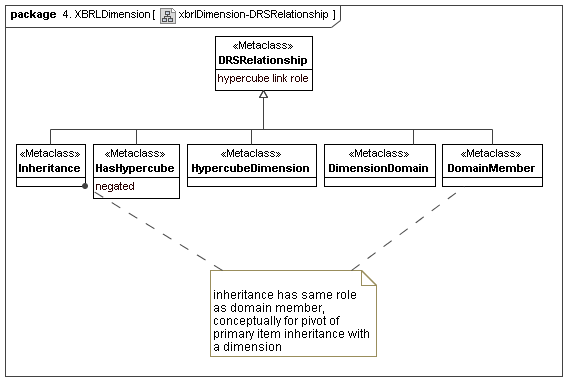 package 4. XBRLDimension[ xbrlDimension-DRSRelationship ]
«Metaclass»
DRSRelationship
hypercube link role
«Metaclass»
Inheritance
«Metaclass»
HasHypercube
negated
«Metaclass»
HypercubeDimension
«Metaclass»
DimensionDomain
«Metaclass»
DomainMember
inheritance has same role
as domain member,
conceptually for pivot of
primary item inheritance with
a dimension